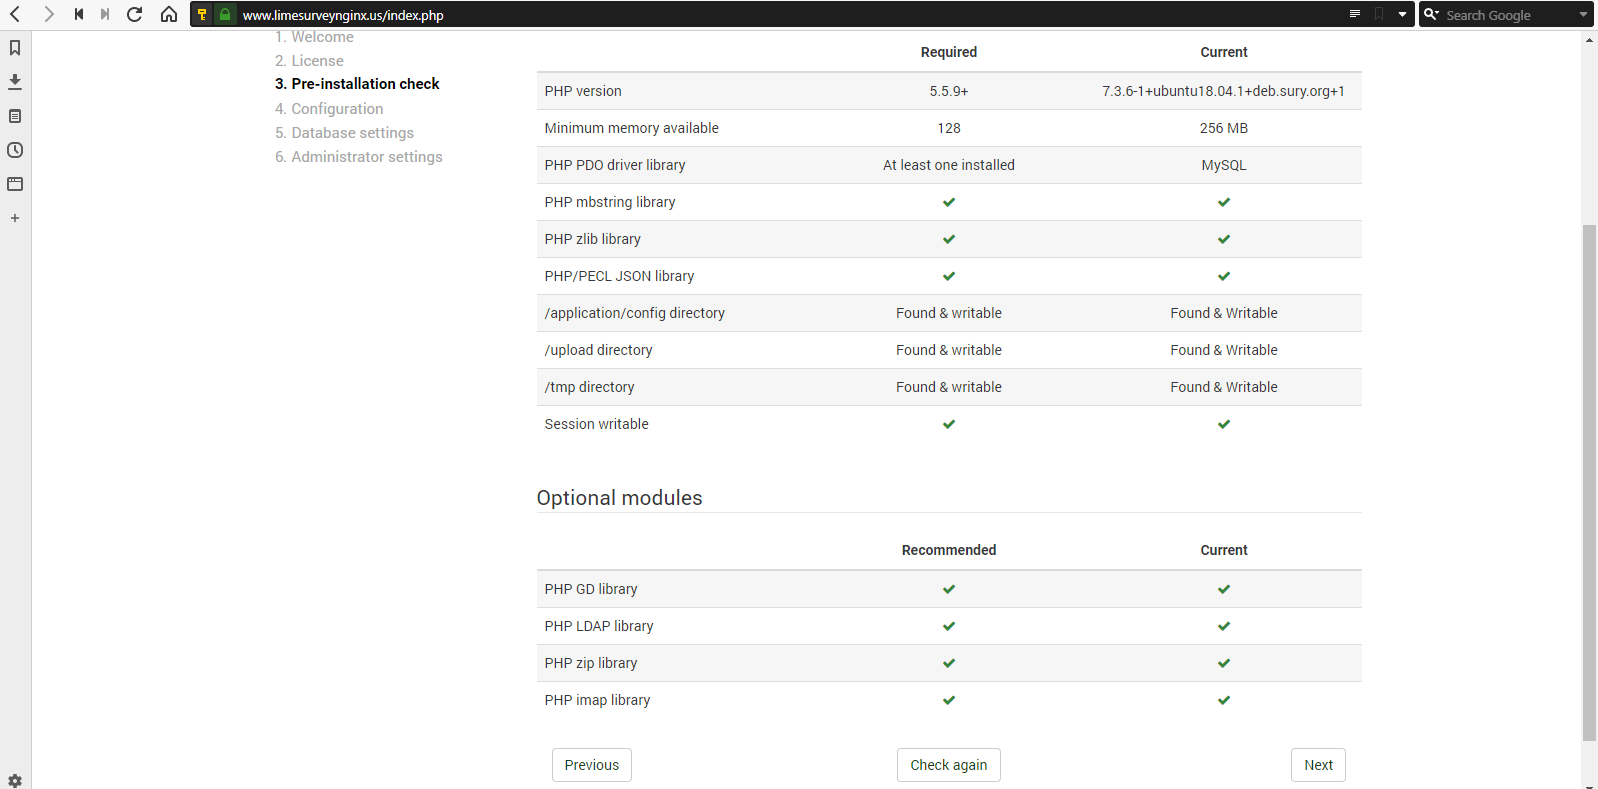 www.limesurveynginx.us/index.php
Search Google
1. Welcome
2. License
3. Pre-installation check
4. Configuration
5. Database settings
6. Administrator settings
Required Current
PHP version 5.5.9+ 7.3.6-1+ubuntu18.04.1+deb.sury.org+1
Minimum memory available 128 256 MB
PHP PDO driver library At least one installed MySQL
PHP mbstring library
PHP zlib library
PHP/PECL JSON library
/application/config directory Found & writable Found & Writable
/upload directory Found & writable Found & Writable
/tmp directory Found & writable Found & Writable
Session writable
Optional modules
Recommended Current
PHP GD library
PHP LDAP library
PHP zip library
PHP imap library
Previous Check again Next